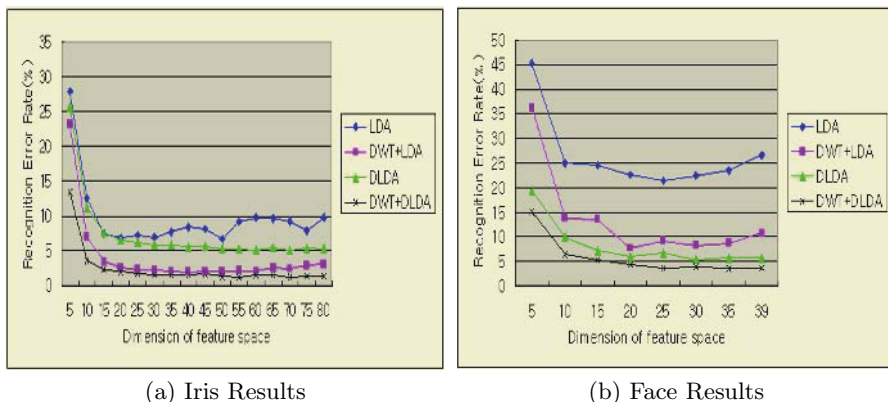 35
30
25
20
15
10
5
0
Recognition Error Rate(%)
5 10 15 20 25 30 35 40 45 50 55 60 65 70 75 80
Dimension of feature space
LDA
DWT+LDA
DLDA
DWT+DLDA
(a) Iris Results
50
45
40
35
30
25
20
15
10
5
0
Recognition Error Rate(%)
5 10 15 20 25 30 35 39
Dimension of feature space
LDA
DWT+LDA
DLDA
DWT+DLDA
(b) Face Results